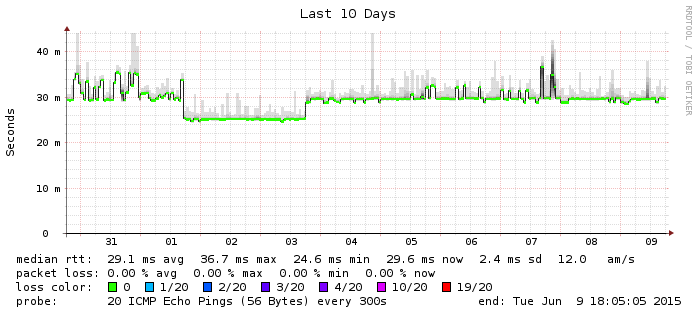 Last 10 Days
RRDTOOL / TOBI OETIKER
Seconds
40 m
30 m
20 m
10 m
0
31 01 02 03 04 05 06 07 08 09
median rtt: 29.1 ms avg 36.7 ms max 24.6 ms min 29.6 ms now 2.4 ms sd 12.0 am/s
packet loss: 0.00 % avg 0.00 % max 0.00 % min 0.00 % now
loss color: 0 1/20 2/20 3/20 4/20 10/20 19/20
probe: 20 ICMP Echo Pings (56 Bytes) every 300s end: Tue Jun 9 18:05:05 2015